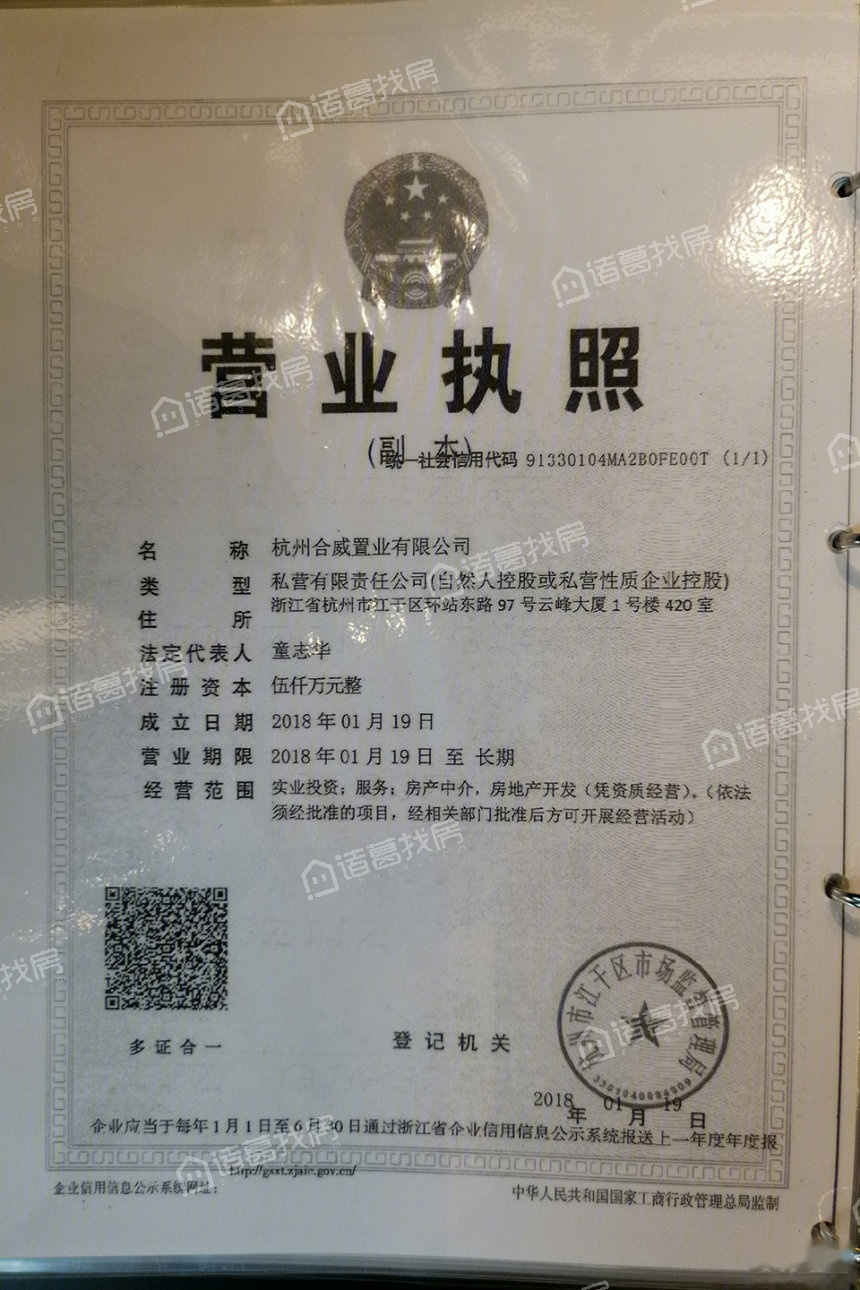 营业执照
(副 本)
统一社会信用代码 91330104MA2B0FE00T (1/1)
名称 杭州合威置业有限公司
类型 私营有限责任公司(自然人控股或私营性质企业控股)
住所 浙江省杭州市江干区环站东路97号云峰大厦1号楼420室
法定代表人 童志华
注册资本 伍仟万元整
成立日期 2018年01月19日
营业期限 2018年01月19日 至 长期
经营范围 实业投资;服务;房产中介,房地产开发(凭资质经营)。(依法
须经批准的项目,经相关部门批准后方可开展经营活动)
多证合一
登记机关
杭州市江干区市场监督管理局
2018年01月19日
企业应当于每年1月1日至6月30日通过浙江省企业信用信息公示系统报送上一年度年度报
http://gsxt.zjaic.gov.cn/
企业信用信息公示系统网址:
中华人民共和国国家工商行政管理总局监制
诸葛找房